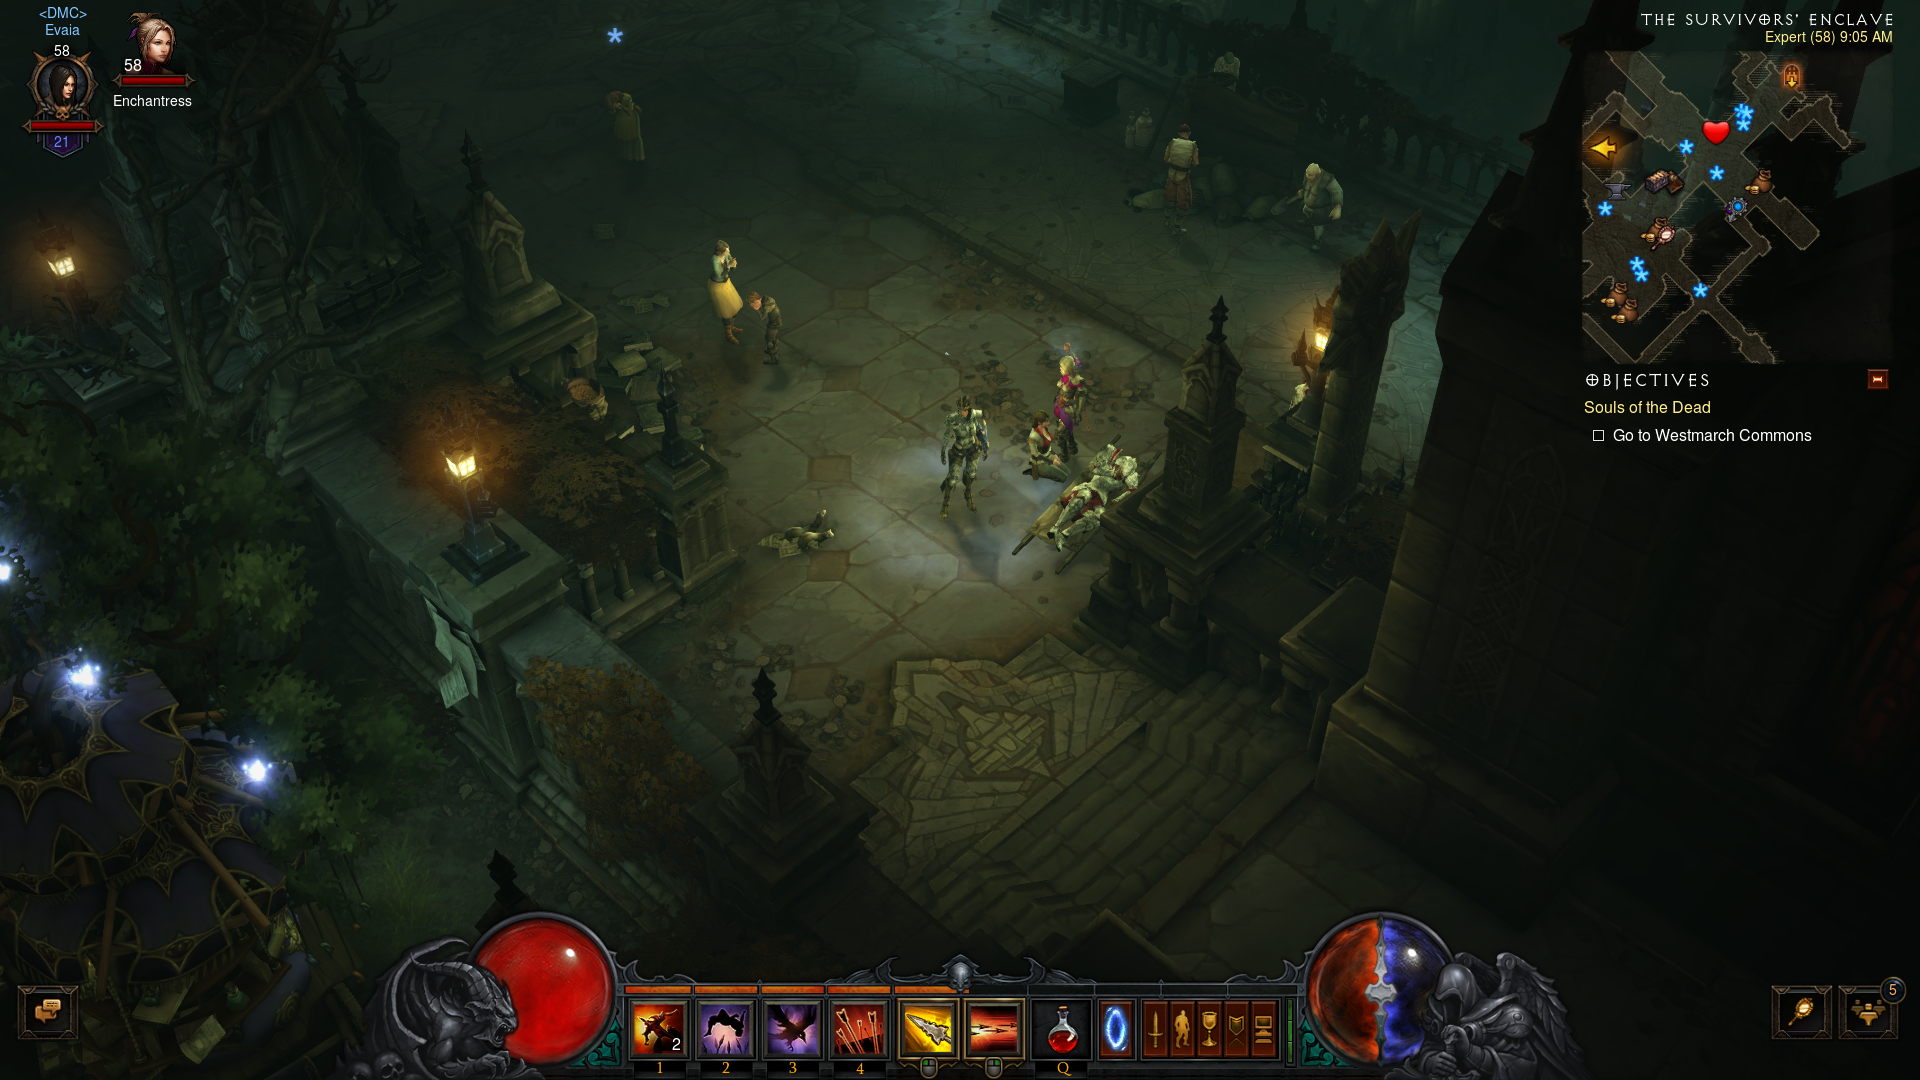 <DMC>
Evaia
58
21
58
Enchantress
THE SURVIVORS' ENCLAVE
Expert (58) 9:05 AM
OBJECTIVES
Souls of the Dead
Go to Westmarch Commons
2
1
2
3
4
Q
5